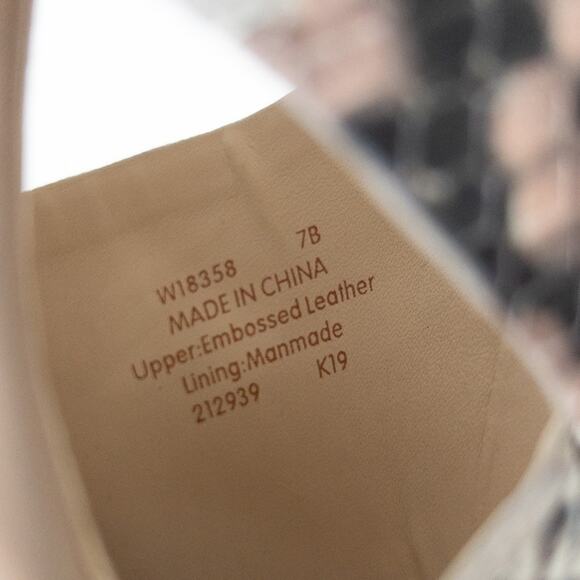 W18358 7B
MADE IN CHINA
Upper:Embossed Leather
Lining:Manmade
212939 K19